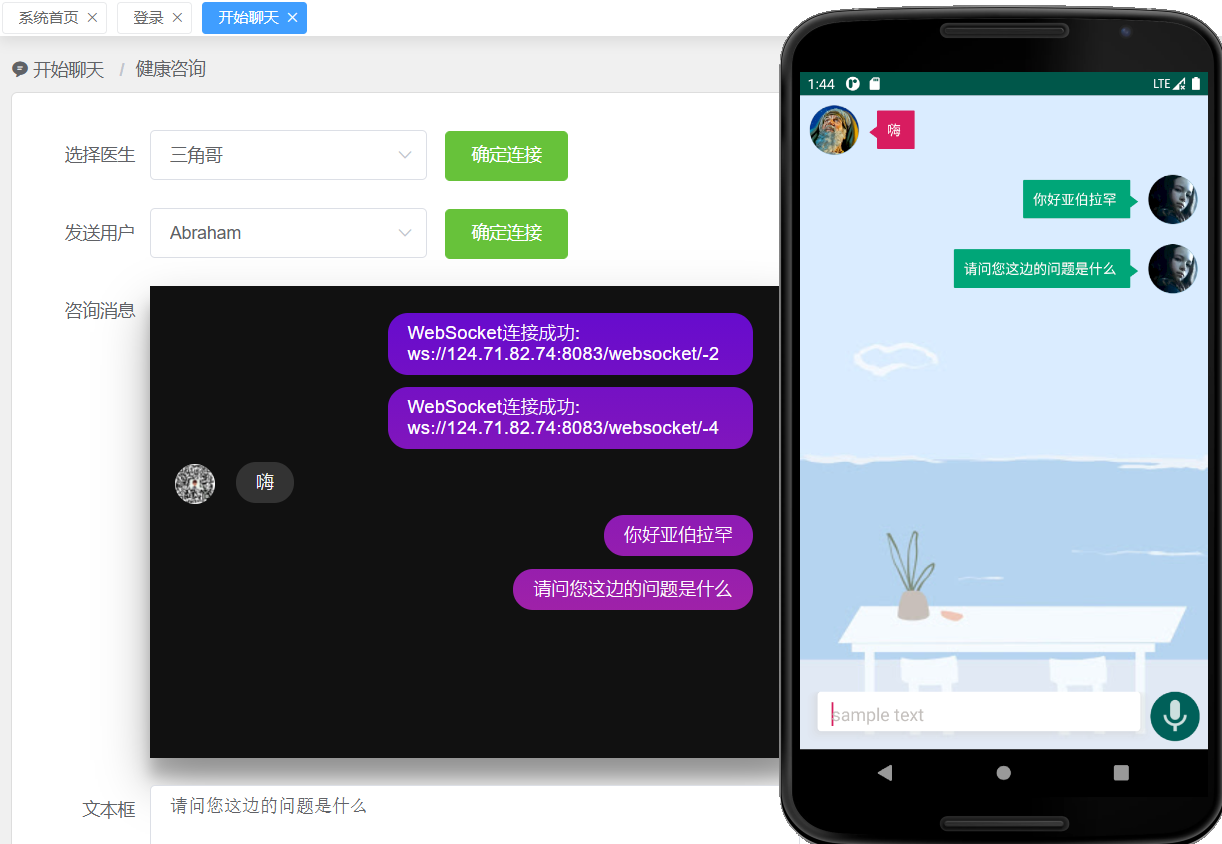 系统首页
登录
开始聊天
开始聊天 / 健康咨询
选择医生
三角哥
确定连接
发送用户
Abraham
确定连接
咨询消息
WebSocket连接成功:
ws://124.71.82.74:8083/websocket/-2
WebSocket连接成功:
ws://124.71.82.74:8083/websocket/-4
嗨
你好亚伯拉罕
请问您这边的问题是什么
文本框
请问您这边的问题是什么
1:44
LTE
嗨
你好亚伯拉罕
请问您这边的问题是什么
sample text